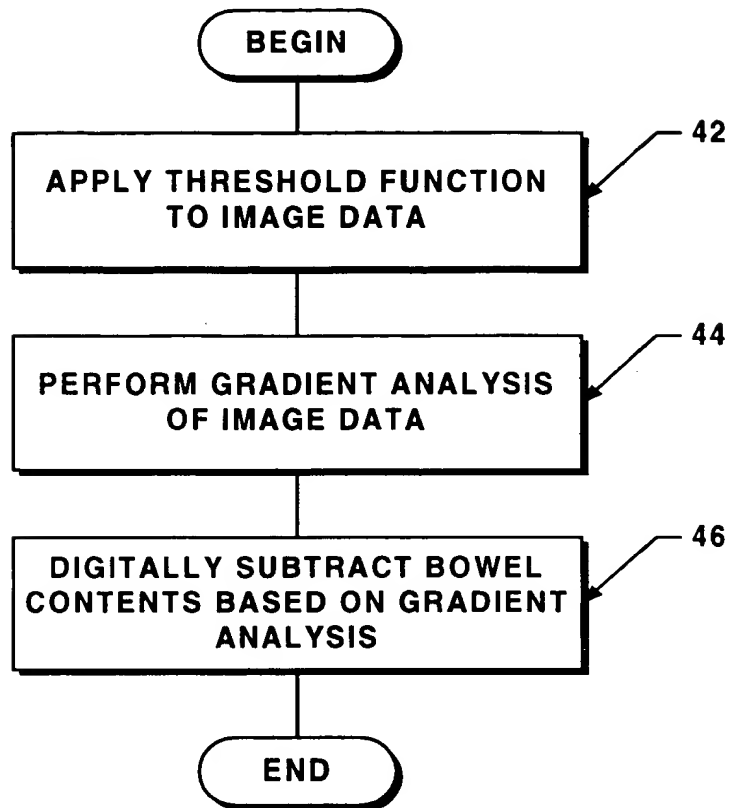 BEGIN
42
APPLY THRESHOLD FUNCTION
TO IMAGE DATA
44
PERFORM GRADIENT ANALYSIS
OF IMAGE DATA
46
DIGITALLY SUBTRACT BOWEL
CONTENTS BASED ON GRADIENT
ANALYSIS
END